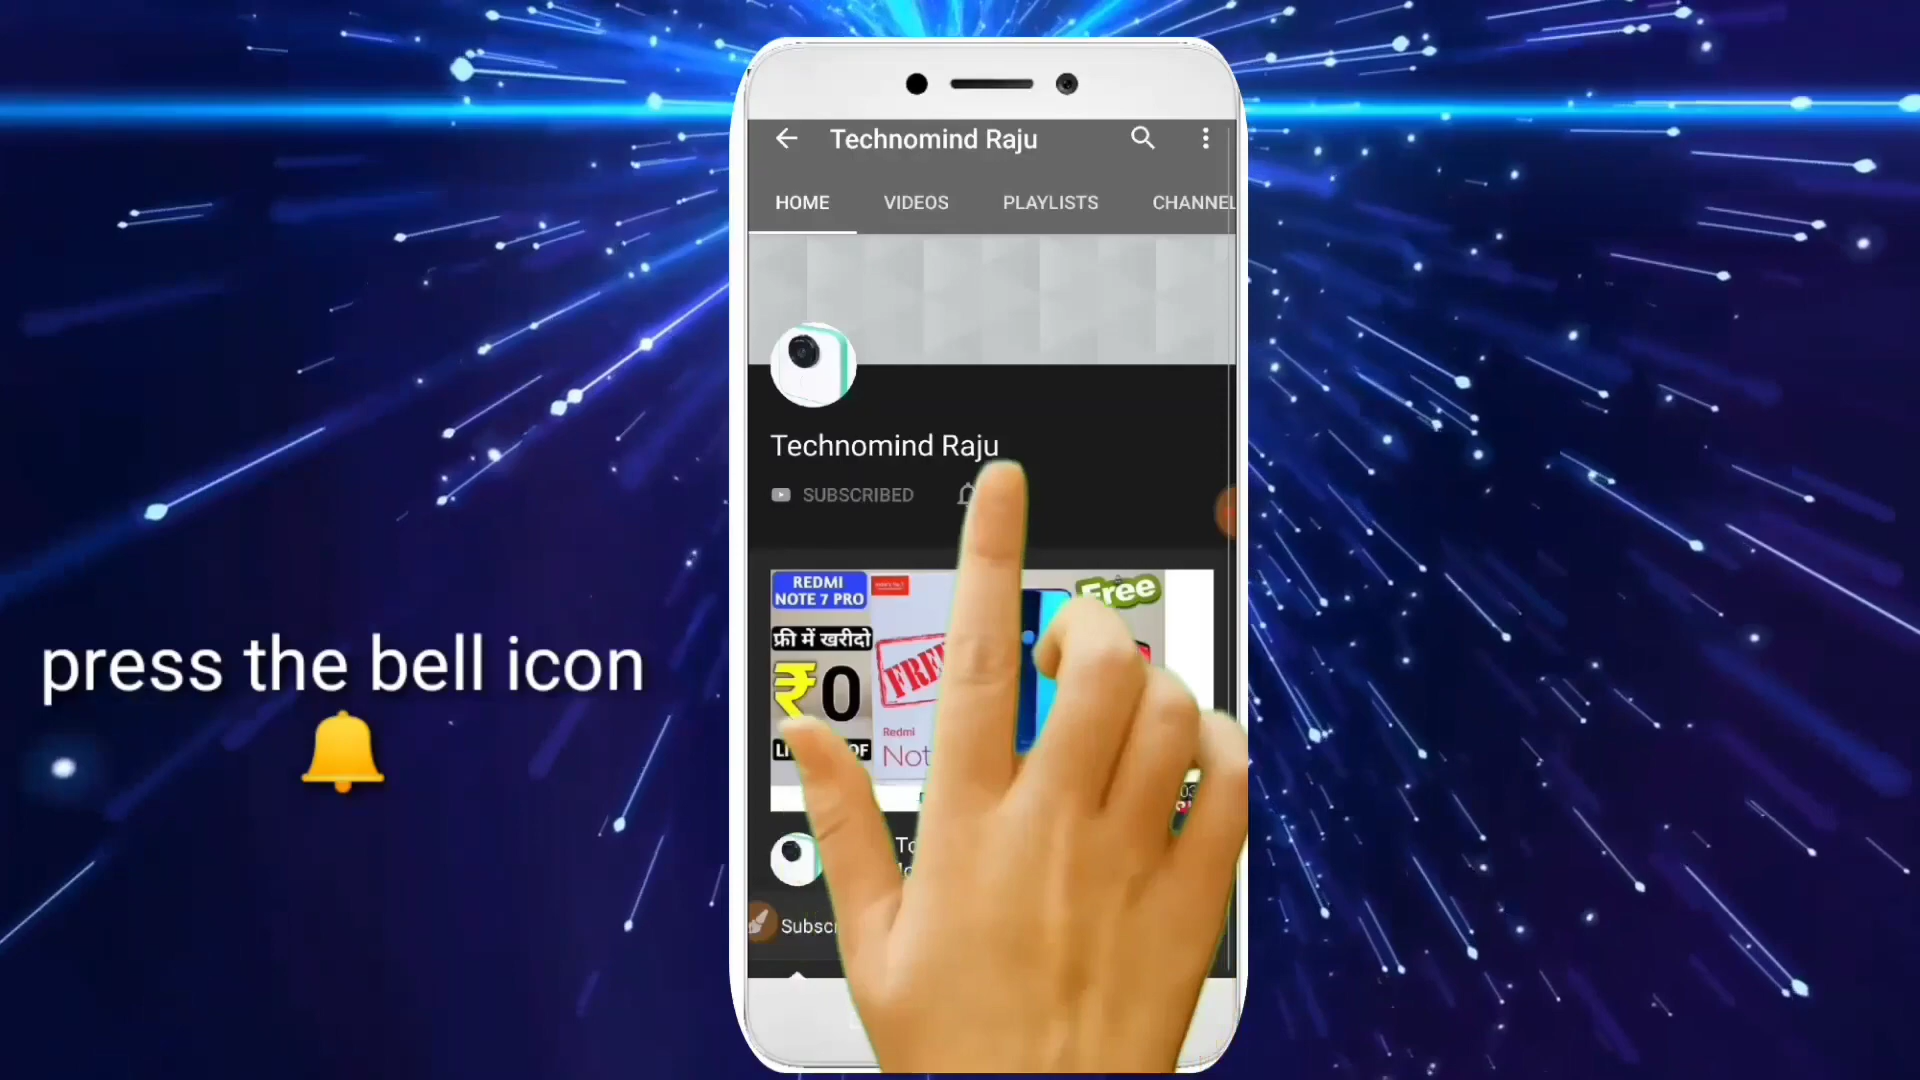 Technomind Raju
HOME VIDEOS PLAYLISTS CHANNEL
Technomind Raju
SUBSCRIBED
REDMI
NOTE 7 PRO
Free
फ्री में खरीदो
₹0
FREE
Redmi
press the bell icon